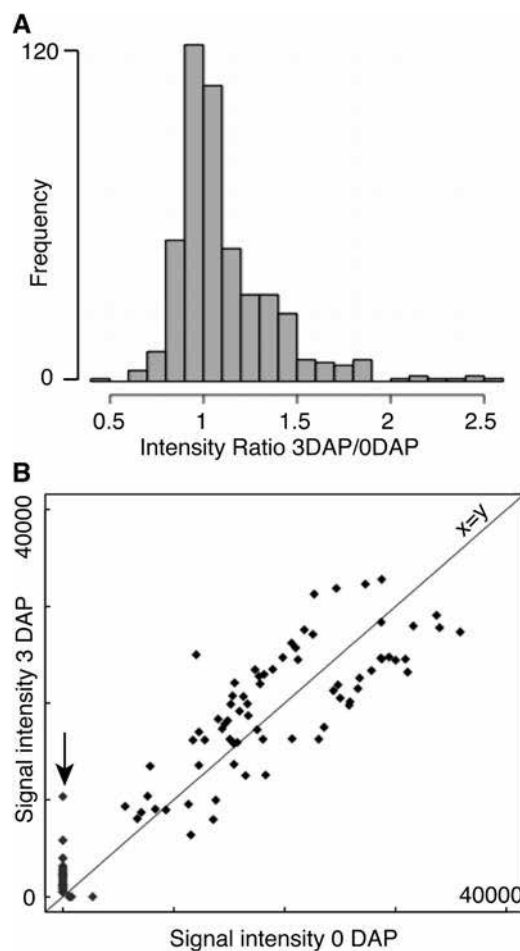 A
120
Frequency
0
0.5 1 1.5 2 2.5
Intensity Ratio 3DAP/0DAP
B
40000
x=y
Signal intensity 3 DAP
0
40000
Signal intensity 0 DAP